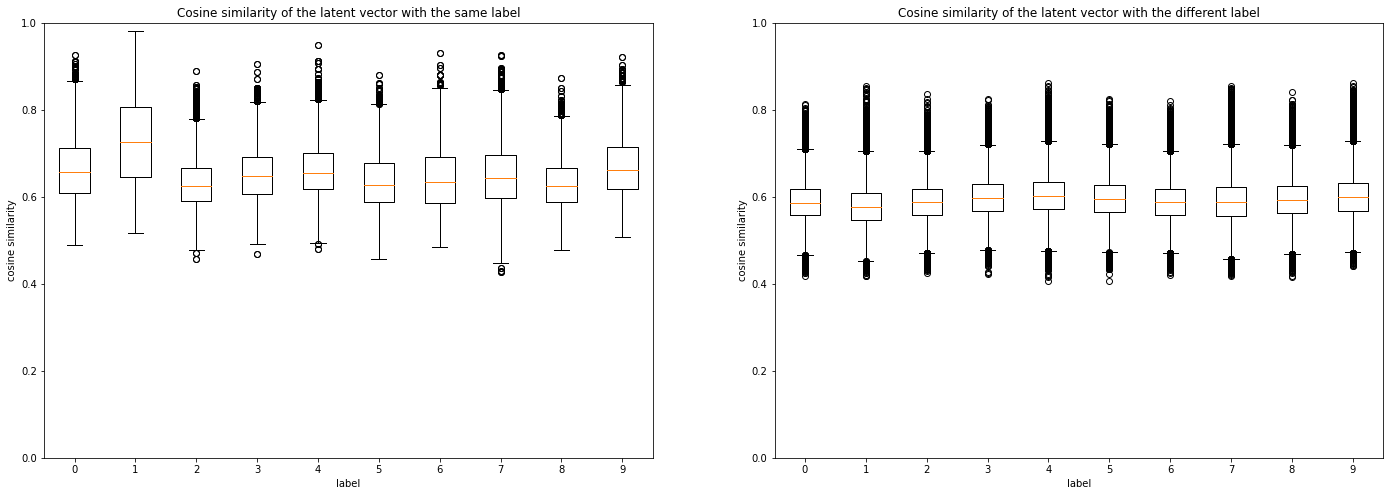 Cosine similarity of the latent vector with the same label
1.0
0.8
0.6
0.4
0.2
0.0
cosine similarity
0 1 2 3 4 5 6 7 8 9
label
Cosine similarity of the latent vector with the different label
1.0
0.8
0.6
0.4
0.2
0.0
cosine similarity
0 1 2 3 4 5 6 7 8 9
label